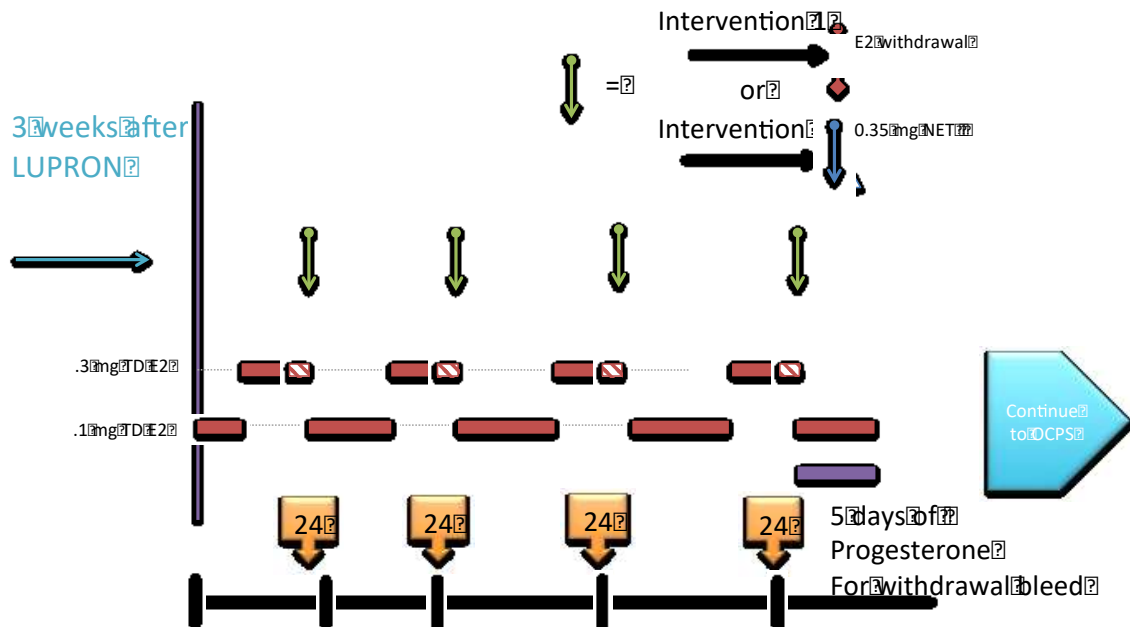 Intervention 1
E2 withdrawal
=
or
Intervention
0.35 mg NET
3 weeks after
LUPRON
.3 mg TD E2
.1 mg TD E2
Continue
to OCPS
24
24
24
24
5 days of
Progesterone
For withdrawal bleed